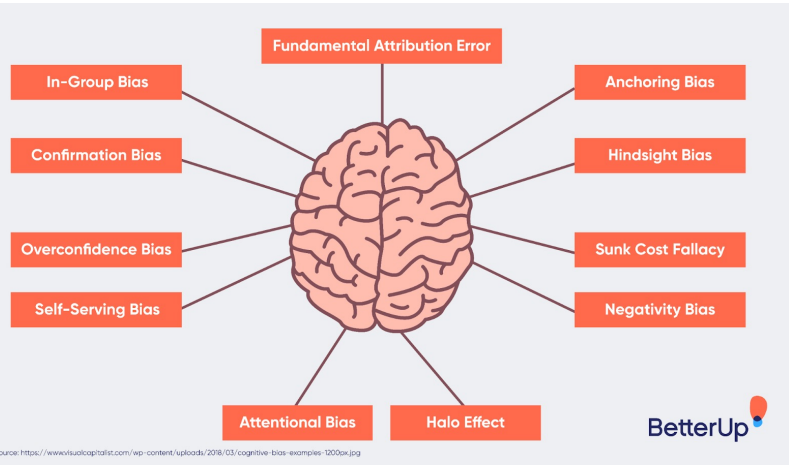 Fundamental Attribution Error
In-Group Bias
Anchoring Bias
Confirmation Bias
Hindsight Bias
Overconfidence Bias
Sunk Cost Fallacy
Self-Serving Bias
Negativity Bias
Attentional Bias
Halo Effect
BetterUp
ource: https://www.visualcapitalist.com/wp-content/uploads/2018/03/cognitive-bias-examples-1200px.jpg